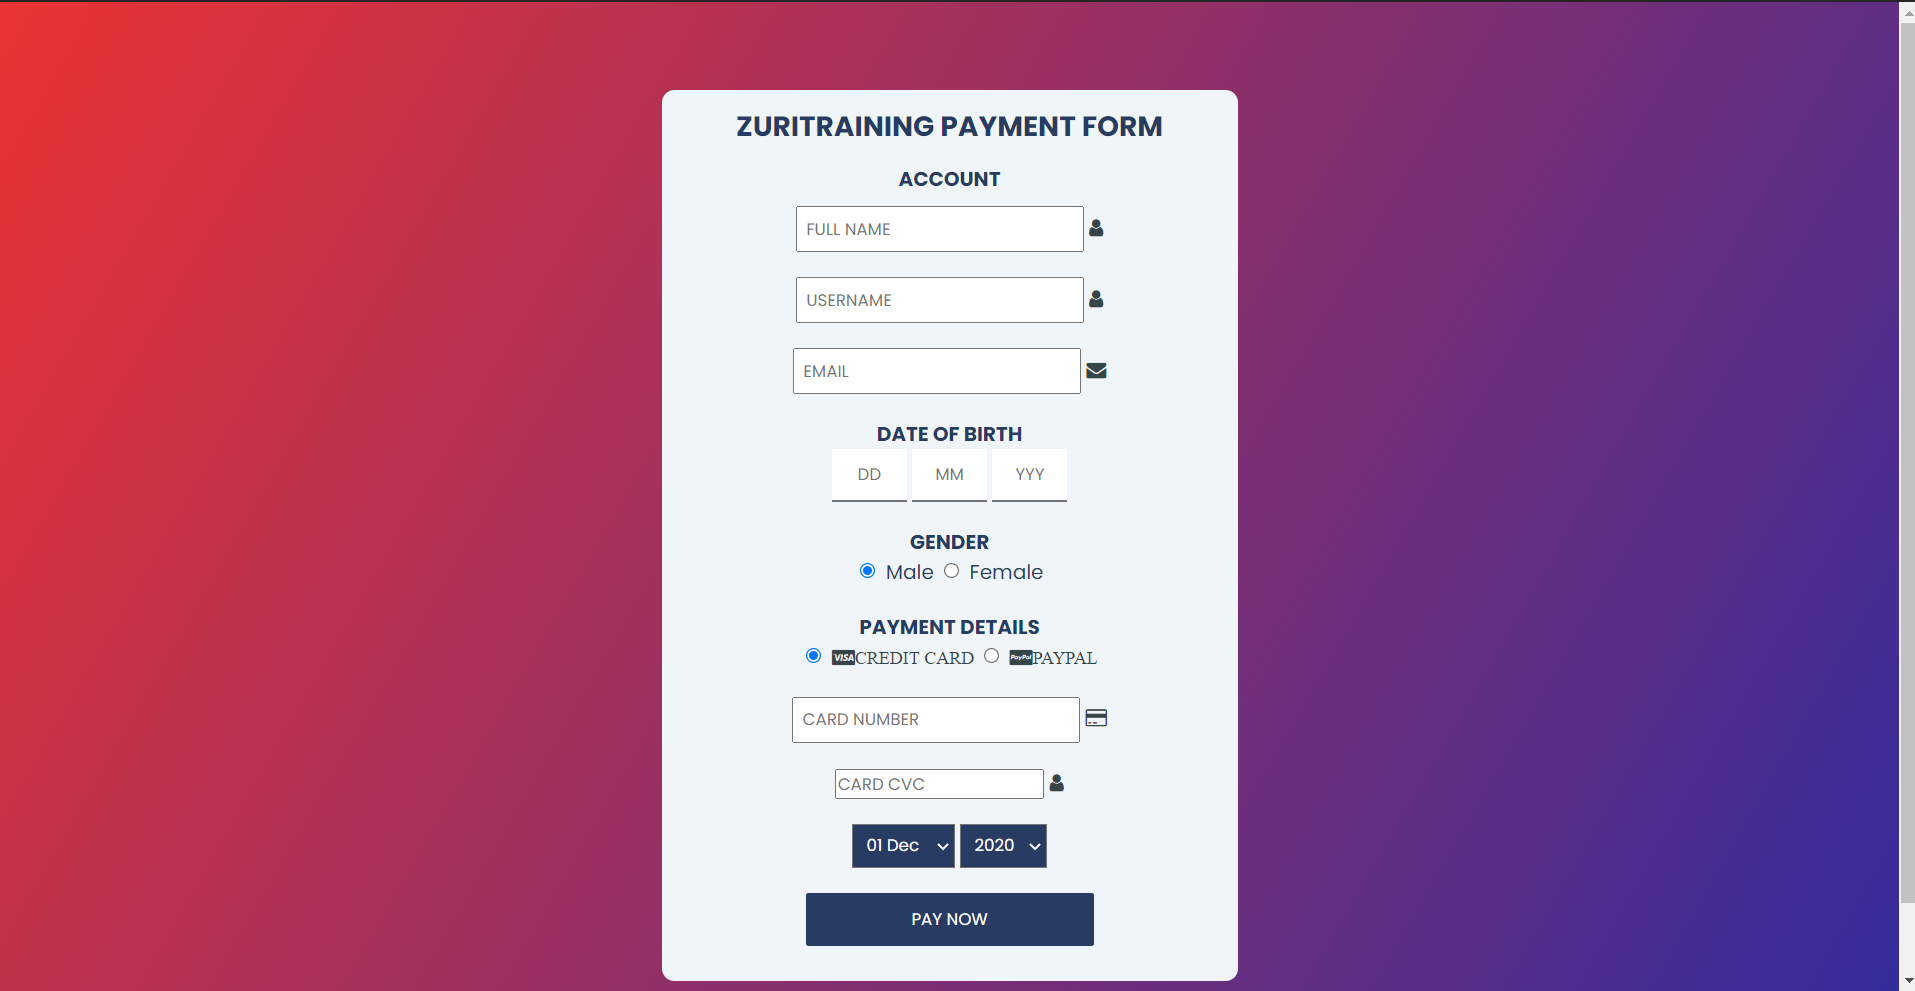 ZURITRAINING PAYMENT FORM
ACCOUNT
FULL NAME
USERNAME
EMAIL
DATE OF BIRTH
DD MM YYY
GENDER
Male Female
PAYMENT DETAILS
VISA CREDIT CARD PayPal PAYPAL
CARD NUMBER
CARD CVC
01 Dec 2020
PAY NOW